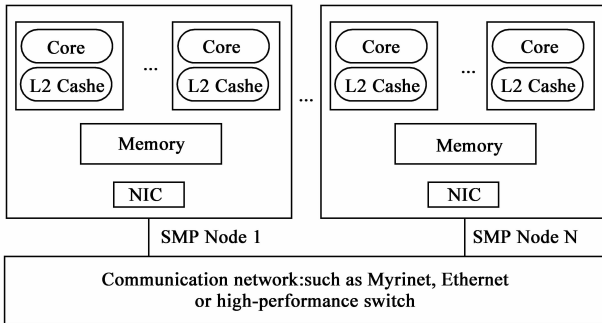 Core ... Core
L2 Cashe L2 Cashe
Memory
NIC
SMP Node 1
...
Core ... Core
L2 Cashe L2 Cashe
Memory
NIC
SMP Node N
Communication network:such as Myrinet, Ethernet
or high-performance switch